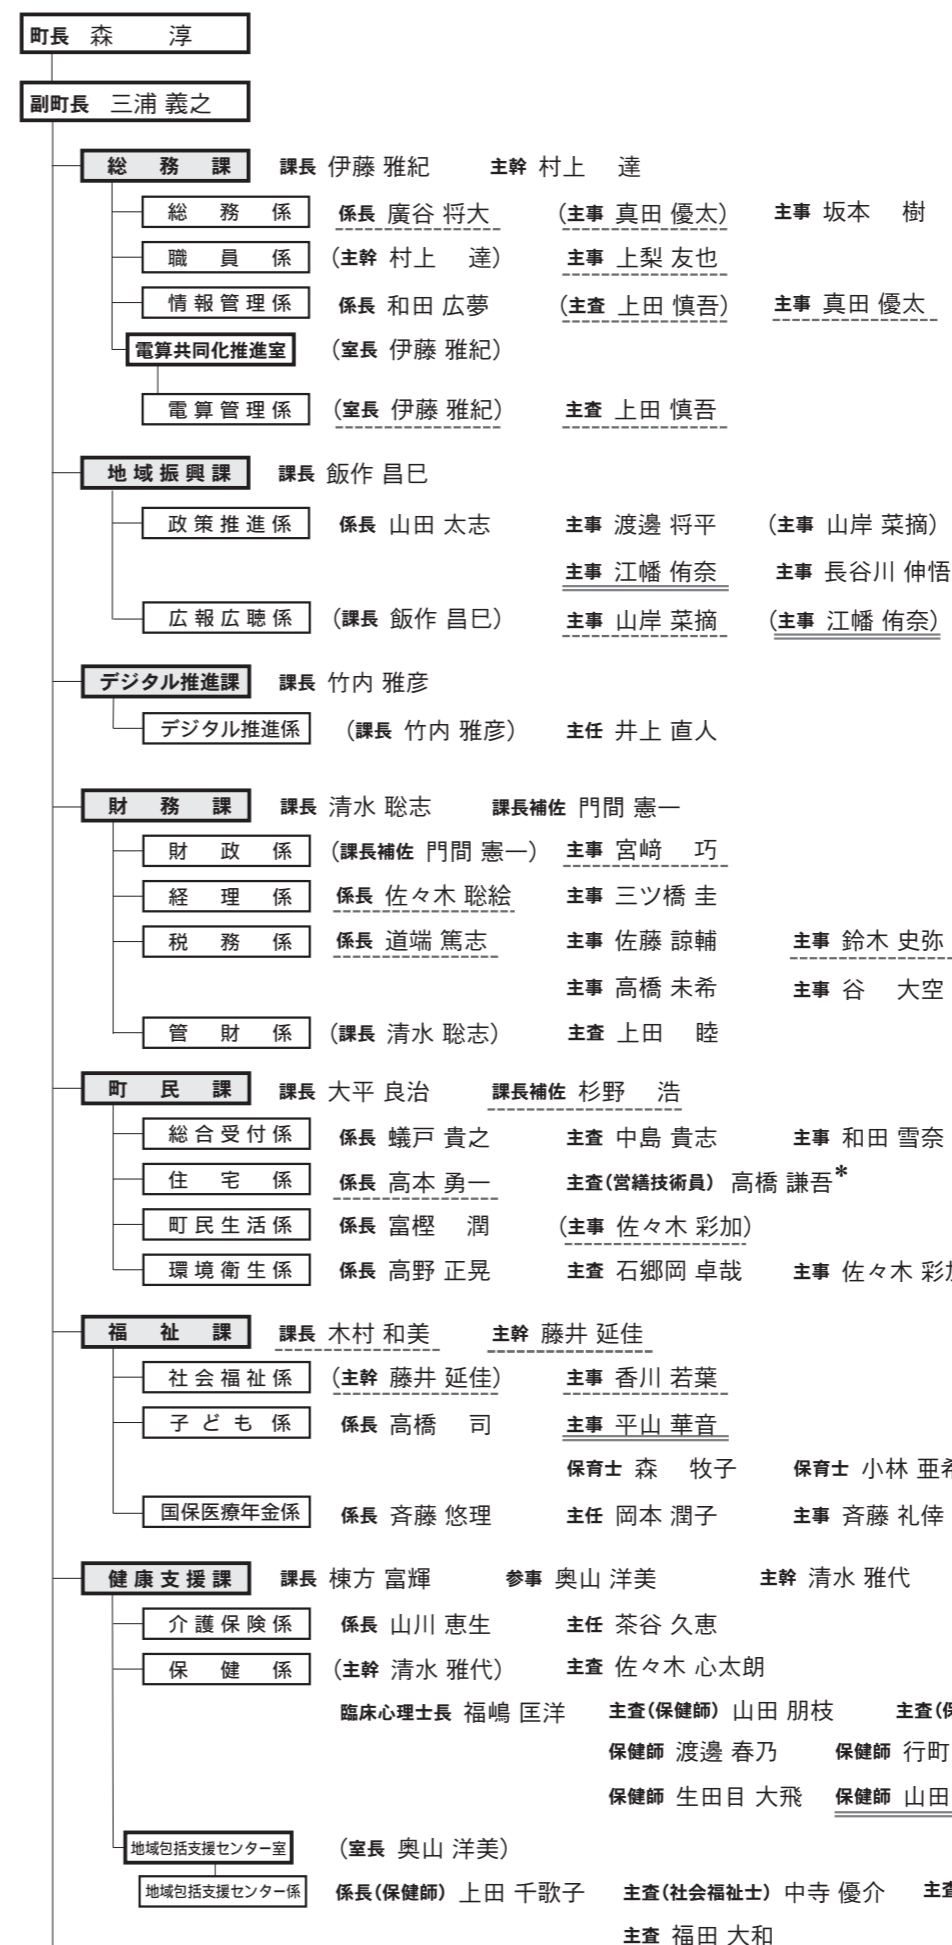 町長 森 淳
副町長 三浦 義之
総務課 課長 伊藤 雅紀 主幹 村上 達
総務係 係長 廣谷 将大 (主事 真田 優太) 主事 坂本 樹
職員係 (主幹 村上 達) 主事 上梨 友也
情報管理係 係長 和田 広夢 (主査 上田 慎吾) 主事 真田 優太
電算共同化推進室 (室長 伊藤 雅紀)
電算管理係 (室長 伊藤 雅紀) 主査 上田 慎吾
地域振興課 課長 飯作 昌巳
政策推進係 係長 山田 太志 主事 渡邊 将平 (主事 山岸 菜摘)
主事 江幡 侑奈 主事 長谷川 伸悟
広報広聴係 (課長 飯作 昌巳) 主事 山岸 菜摘 (主事 江幡 侑奈)
デジタル推進課 課長 竹内 雅彦
デジタル推進係 (課長 竹内 雅彦) 主任 井上 直人
財務課 課長 清水 聡志 課長補佐 門間 憲一
財政係 (課長補佐 門間 憲一) 主事 宮﨑 巧
経理係 係長 佐々木 聡絵 主事 三ツ橋 圭
税務係 係長 道端 篤志 主事 佐藤 諒輔 主事 鈴木 史弥
主事 高橋 未希 主事 谷 大空
管財係 (課長 清水 聡志) 主査 上田 睦
町民課 課長 大平 良治 課長補佐 杉野 浩
総合受付係 係長 蟻戸 貴之 主査 中島 貴志 主事 和田 雪奈
住宅係 係長 高本 勇一 主査(営繕技術員) 高橋 謙吾*
町民生活係 係長 富樫 潤 (主事 佐々木 彩加)
環境衛生係 係長 高野 正晃 主査 石郷岡 卓哉 主事 佐々木 彩
福祉課 課長 木村 和美 主幹 藤井 延佳
社会福祉係 (主幹 藤井 延佳) 主事 香川 若葉
子ども係 係長 高橋 司 主事 平山 華音
保育士 森 牧子 保育士 小林 亜
国保医療年金係 係長 斉藤 悠理 主任 岡本 潤子 主事 斉藤 礼倖
健康支援課 課長 棟方 富輝 参事 奥山 洋美 主幹 清水 雅代
介護保険係 係長 山川 恵生 主任 茶谷 久恵
保健係 (主幹 清水 雅代) 主査 佐々木 心太朗
臨床心理士長 福嶋 匡洋 主査(保健師) 山田 朋枝 主査(
保健師 渡邊 春乃 保健師 行町
保健師 生田目 大飛 保健師 山田
地域包括支援センター室 (室長 奥山 洋美)
地域包括支援センター係 係長(保健師) 上田 千歌子 主査(社会福祉士) 中寺 優介 主
主査 福田 大和